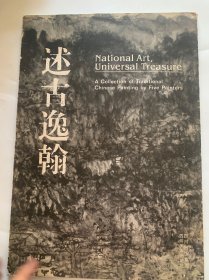 述古逸翰
National Art,
Universal Treasure
A Collection of Traditional
Chinese Painting by Five Painters